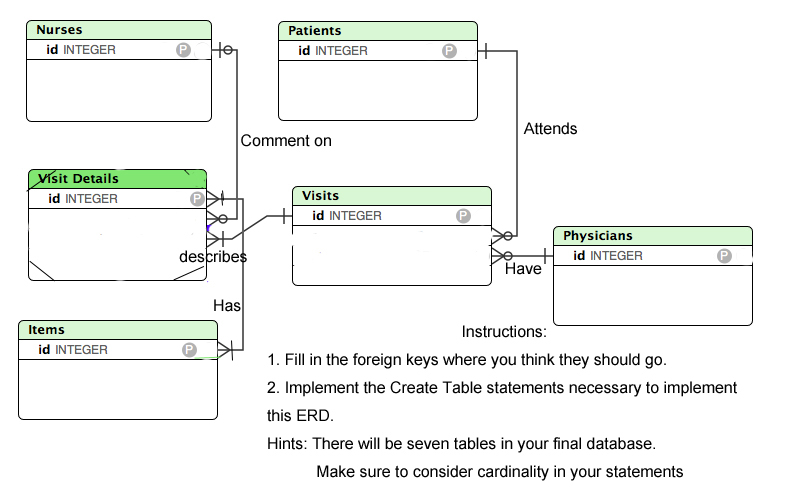 Nurses
id INTEGER P
Patients
id INTEGER P
Attends
Comment on
Visit Details
id INTEGER P
Visits
id INTEGER P
Physicians
id INTEGER P
describes
Have
Has
Items
id INTEGER P
Instructions:
1. Fill in the foreign keys where you think they should go.
2. Implement the Create Table statements necessary to implement
this ERD.
Hints: There will be seven tables in your final database.
Make sure to consider cardinality in your statements